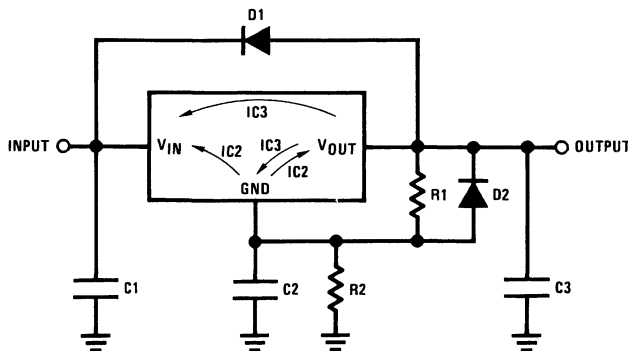 D1
IC3
INPUT
VIN
IC2
IC3
IC2
VOUT
GND
OUTPUT
R1
D2
C1
C2
R2
C3